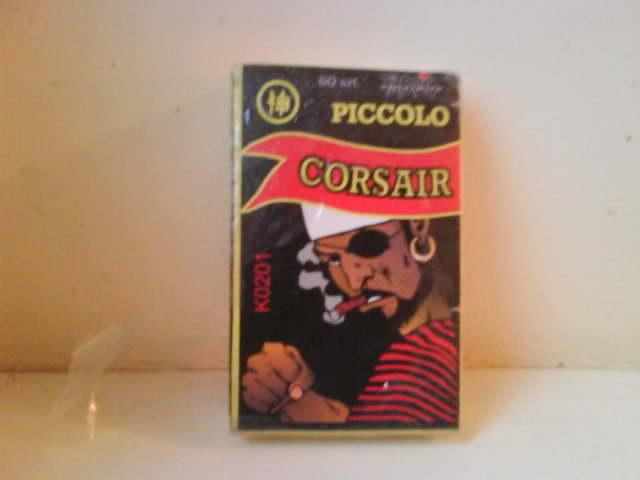 60 szt.
PICCOLO
CORSAIR
K0201